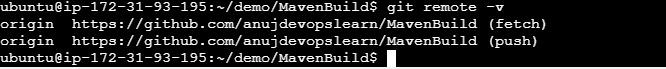 ubuntu@ip-172-31-93-195:~/demo/MavenBuild$ git remote -v
origin  https://github.com/anujdevopslearn/MavenBuild (fetch)
origin  https://github.com/anujdevopslearn/MavenBuild (push)
ubuntu@ip-172-31-93-195:~/demo/MavenBuild$